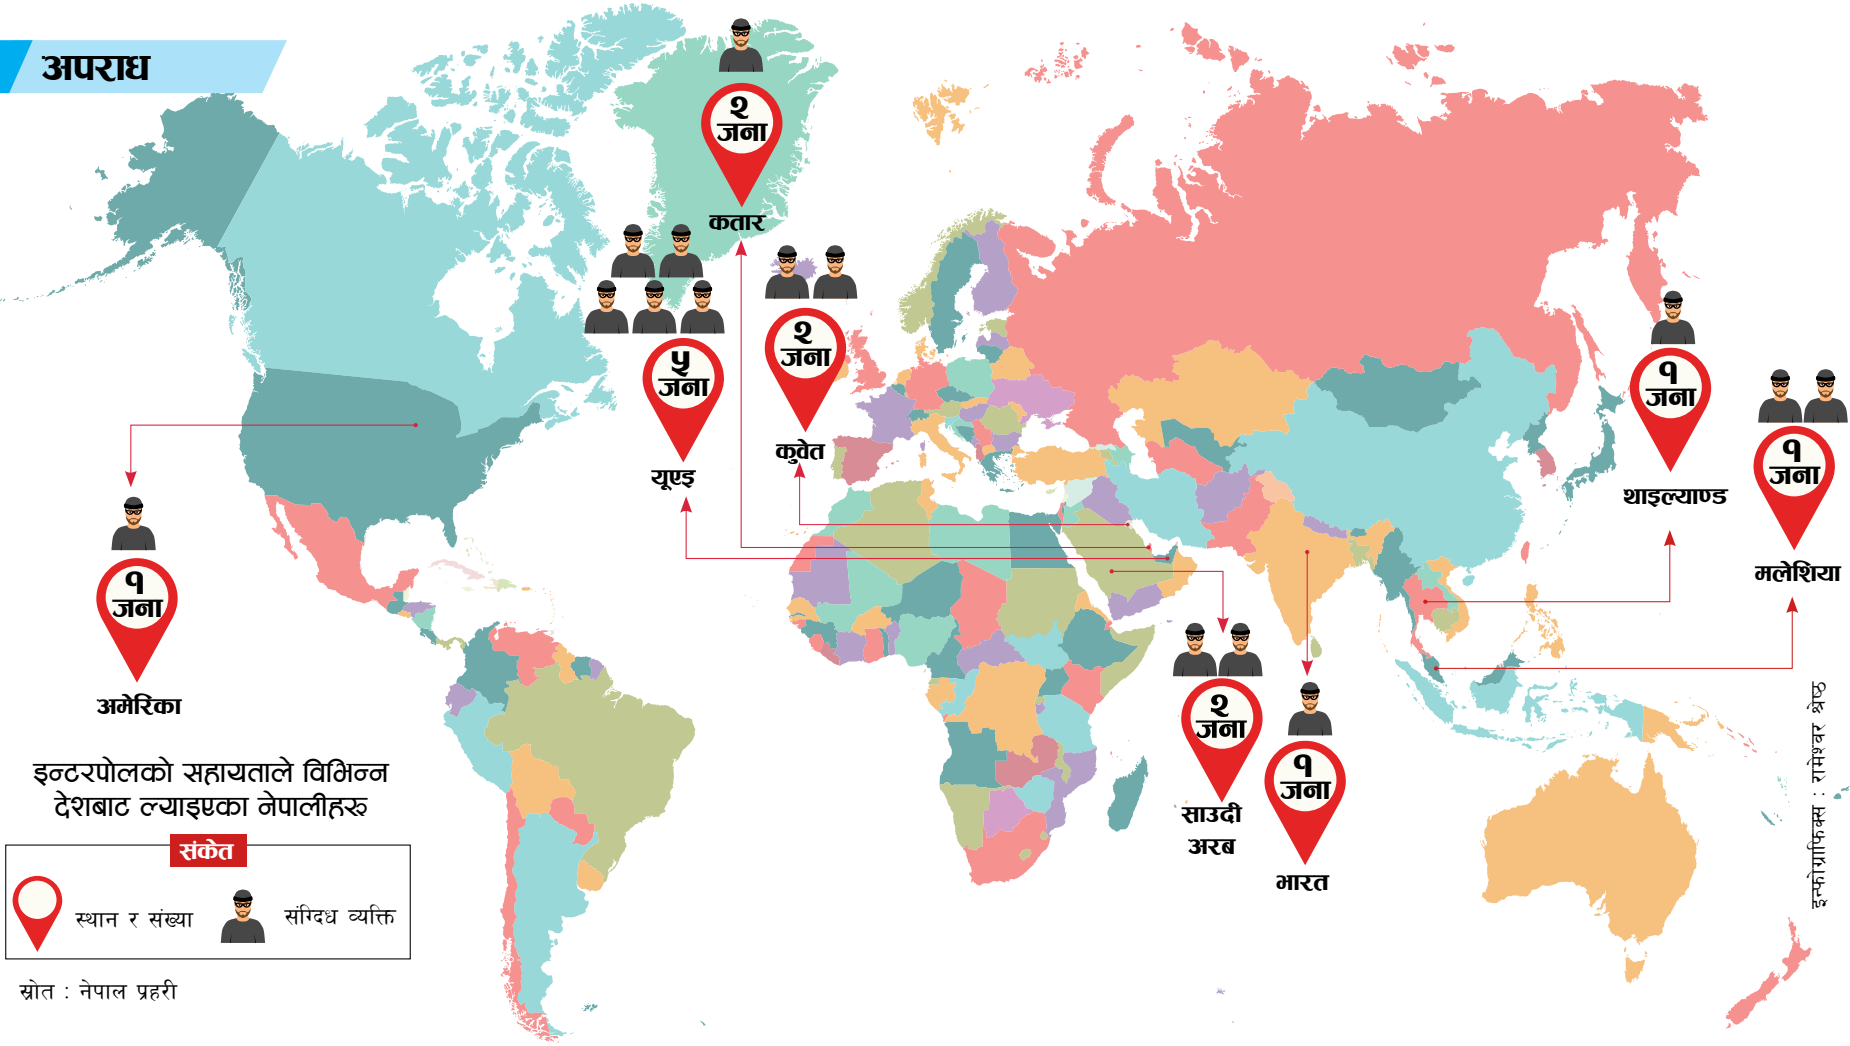 अपराध
२
जना
कतार
५
जना
यूएइ
२
जना
कुवेत
१
जना
थाइल्याण्ड
१
जना
मलेशिया
१
जना
अमेरिका
२
जना
साउदी
अरब
१
जना
भारत
इन्टरपोलको सहायताले विभिन्न
देशबाट ल्याइएका नेपालीहरु
संकेत
स्थान र संख्या
संग्दिध व्यक्ति
स्रोत : नेपाल प्रहरी
इन्फोग्राफिक्स : रामेश्वर श्रेष्ठ